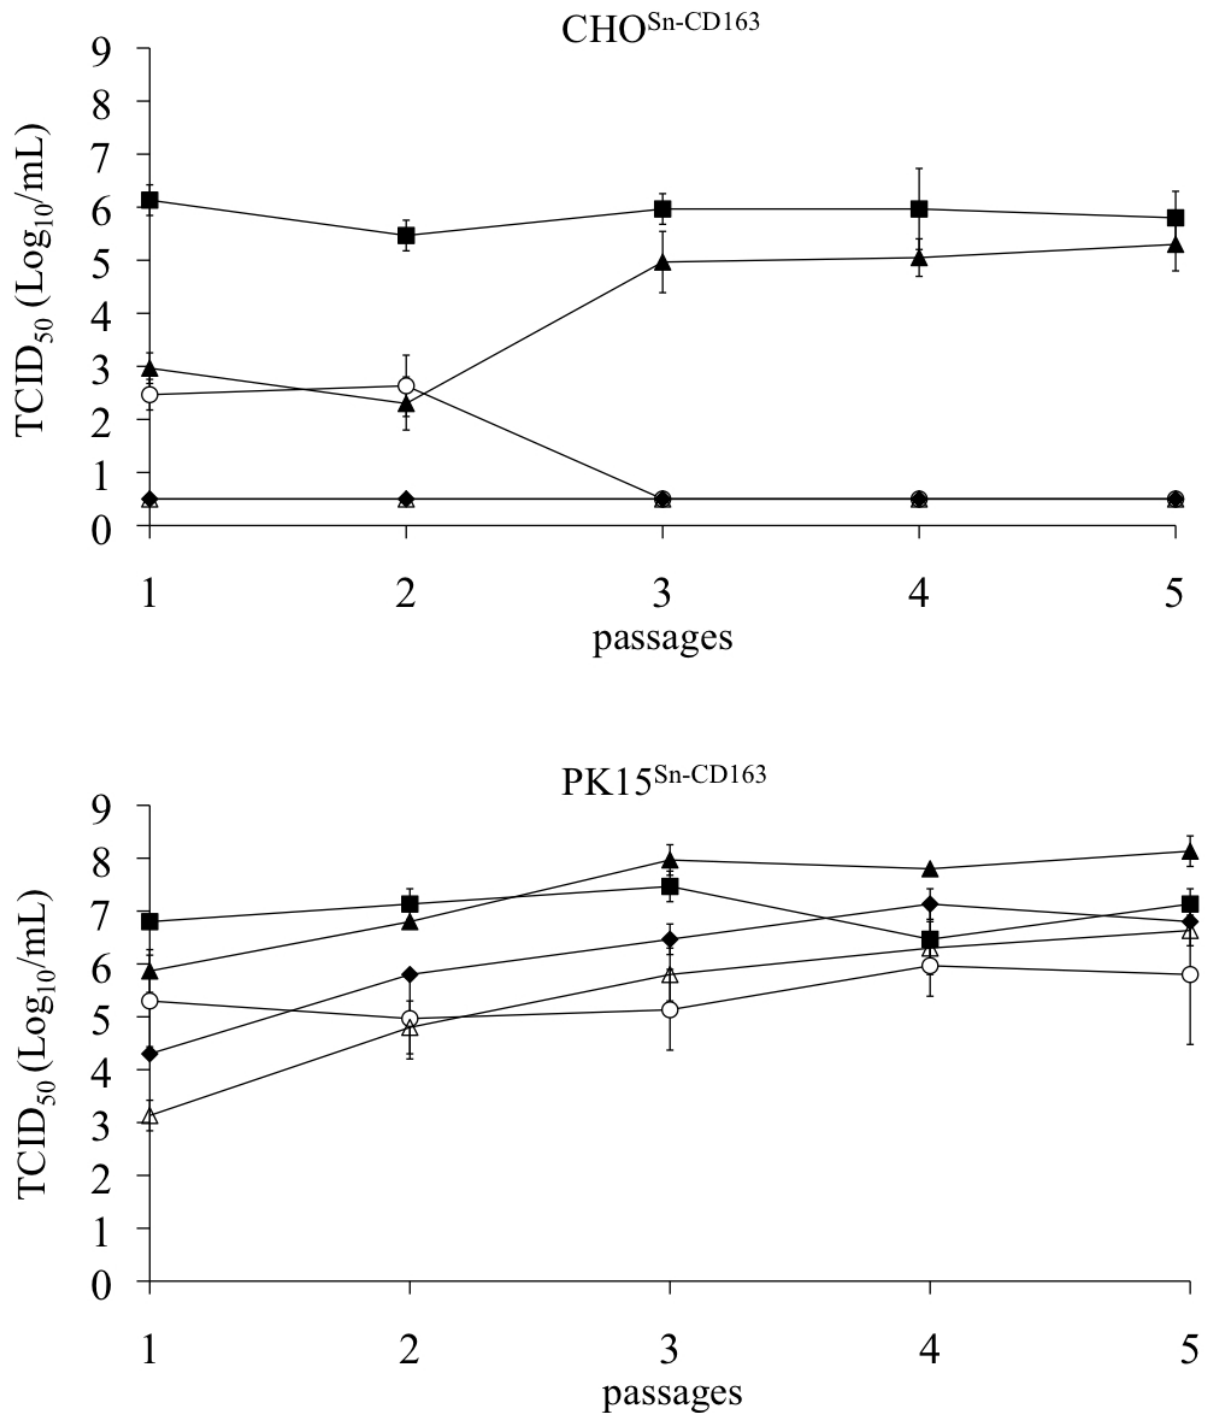 CHO^Sn-CD163
9
8
7
6
5
4
3
2
1
0
TCID₅₀ (Log₁₀/mL)
1 2 3 4 5
passages
PK15^Sn-CD163
9
8
7
6
5
4
3
2
1
0
TCID₅₀ (Log₁₀/mL)
1 2 3 4 5
passages